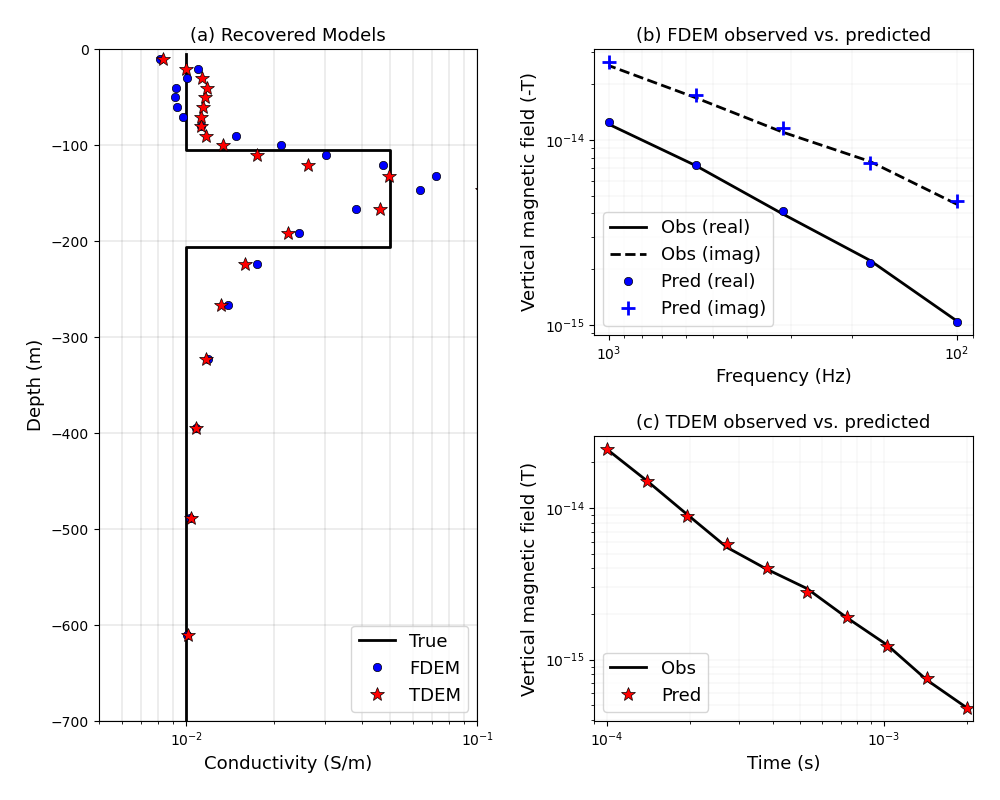 (a) Recovered Models
0
−100
−200
−300
−400
−500
−600
−700
Depth (m)
10⁻²
10⁻¹
Conductivity (S/m)
True
FDEM
TDEM
(b) FDEM observed vs. predicted
Vertical magnetic field (-T)
10⁻¹⁴
10⁻¹⁵
Obs (real)
Obs (imag)
Pred (real)
Pred (imag)
10³
10²
Frequency (Hz)
(c) TDEM observed vs. predicted
Vertical magnetic field (T)
10⁻¹⁴
10⁻¹⁵
Obs
Pred
10⁻⁴
10⁻³
Time (s)